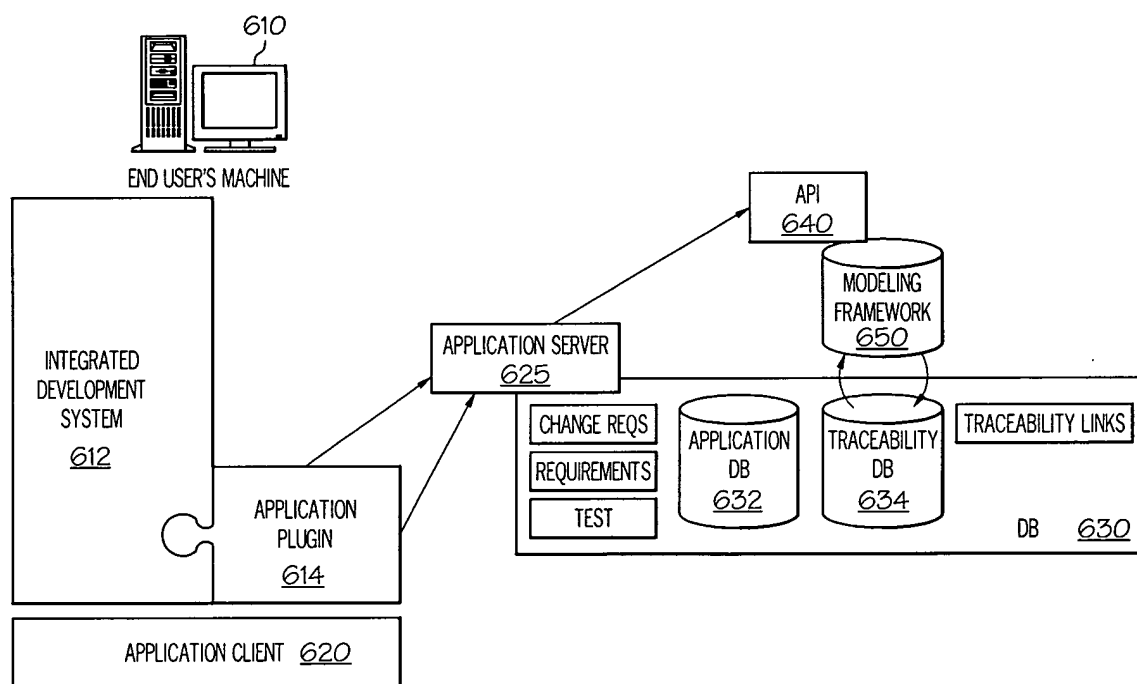 610
END USER'S MACHINE
API
640
MODELING
FRAMEWORK
650
INTEGRATED
DEVELOPMENT
SYSTEM
612
APPLICATION SERVER
625
CHANGE REQS
REQUIREMENTS
TEST
APPLICATION
DB
632
TRACEABILITY
DB
634
TRACEABILITY LINKS
DB 630
APPLICATION
PLUGIN
614
APPLICATION CLIENT 620